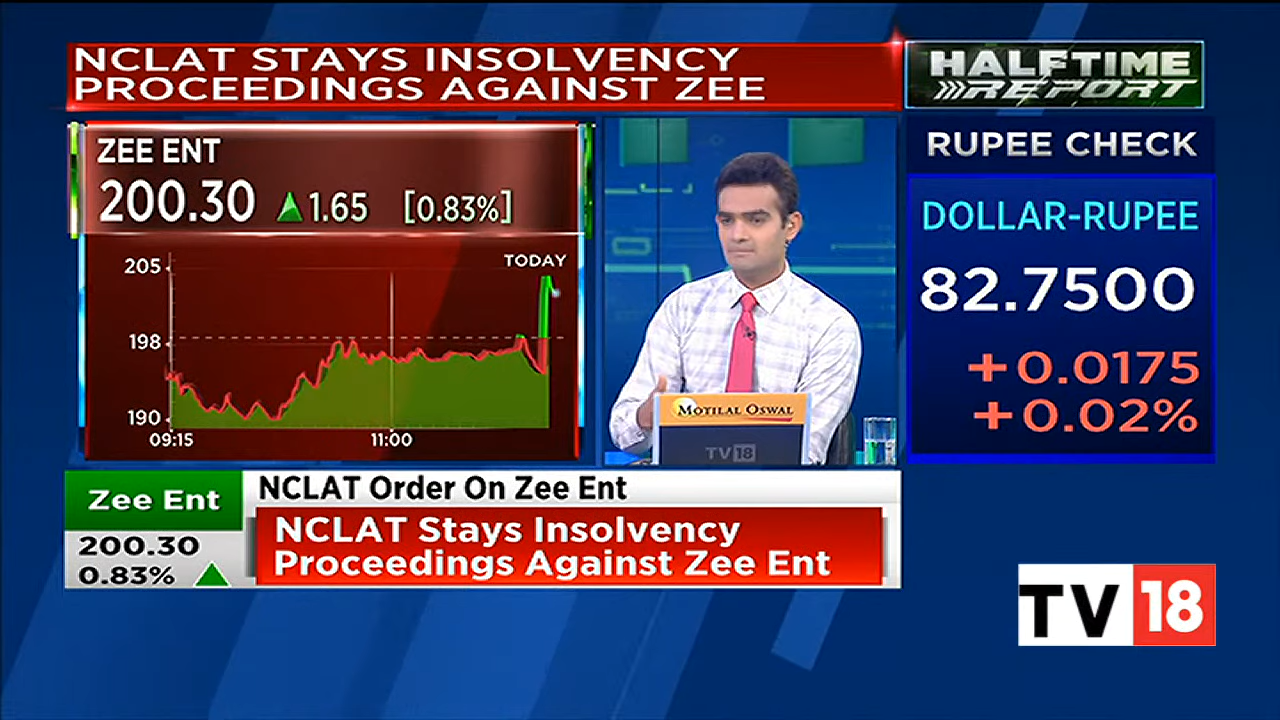 NCLAT STAYS INSOLVENCY
PROCEEDINGS AGAINST ZEE
HALFTIME
REPORT
ZEE ENT
200.30 ▲ 1.65 [0.83%]
TODAY
205
198
190
09:15 11:00
MOTILAL OSWAL
TV18
RUPEE CHECK
DOLLAR-RUPEE
82.7500
+0.0175
+0.02%
Zee Ent
200.30
0.83% ▲
NCLAT Order On Zee Ent
NCLAT Stays Insolvency
Proceedings Against Zee Ent
TV18